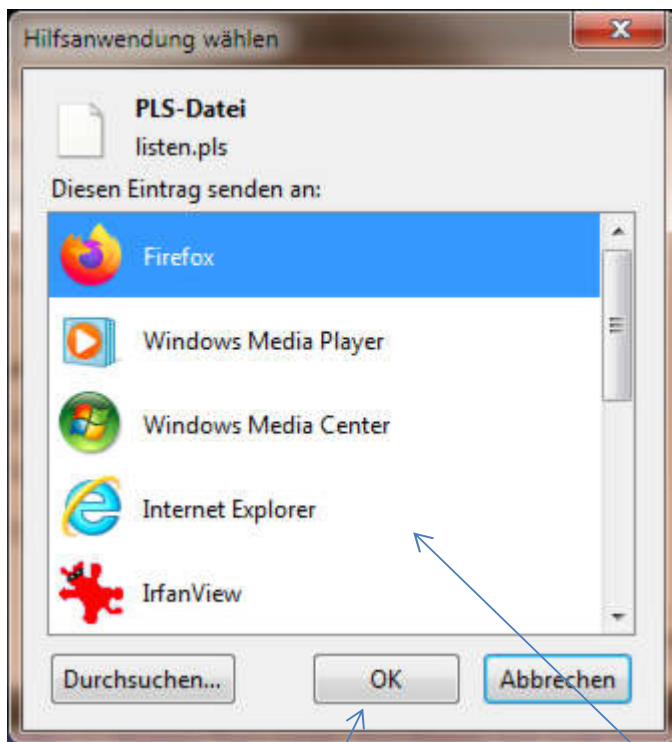 Hilfsanwendung wählen
PLS-Datei
listen.pls
Diesen Eintrag senden an:
Firefox
Windows Media Player
Windows Media Center
Internet Explorer
IrfanView
Durchsuchen... OK Abbrechen